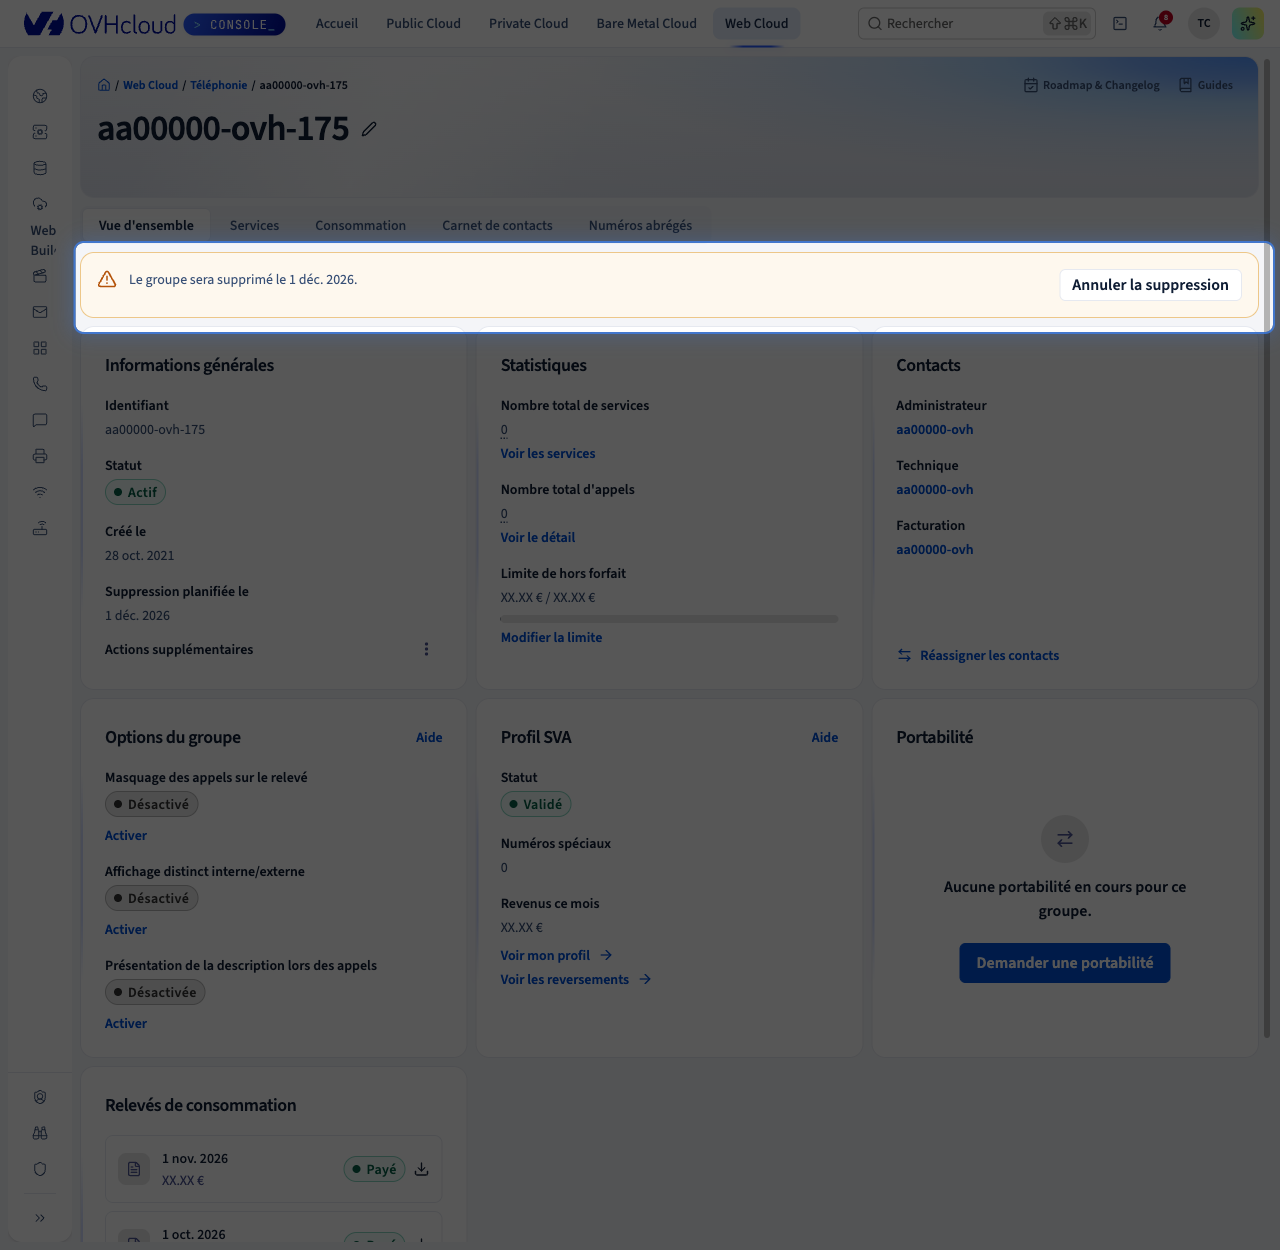 OVHcloud > CONSOLE_ Accueil Public Cloud Private Cloud Bare Metal Cloud Web Cloud Rechercher ⇧⌘K 8 TC
/ Web Cloud / Téléphonie / aa00000-ovh-175
Roadmap & Changelog Guides
aa00000-ovh-175
Vue d'ensemble Services Consommation Carnet de contacts Numéros abrégés
Web
Buil
Le groupe sera supprimé le 1 déc. 2026.
Annuler la suppression
Informations générales
Identifiant
aa00000-ovh-175
Statut
Actif
Créé le
28 oct. 2021
Suppression planifiée le
1 déc. 2026
Actions supplémentaires
Statistiques
Nombre total de services
0
Voir les services
Nombre total d'appels
0
Voir le détail
Limite de hors forfait
XX.XX € / XX.XX €
Modifier la limite
Contacts
Administrateur
aa00000-ovh
Technique
aa00000-ovh
Facturation
aa00000-ovh
Réassigner les contacts
Options du groupe Aide
Masquage des appels sur le relevé
Désactivé
Activer
Affichage distinct interne/externe
Désactivé
Activer
Présentation de la description lors des appels
Désactivée
Activer
Profil SVA Aide
Statut
Validé
Numéros spéciaux
0
Revenus ce mois
XX.XX €
Voir mon profil
Voir les reversements
Portabilité
Aucune portabilité en cours pour ce
groupe.
Demander une portabilité
Relevés de consommation
1 nov. 2026
XX.XX €
Payé
1 oct. 2026